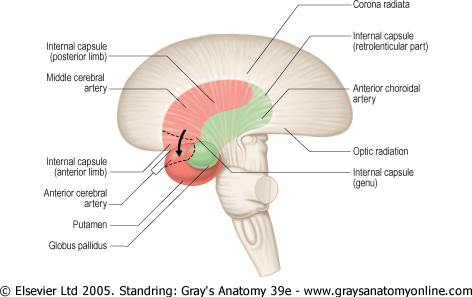 Corona radiata
Internal capsule
(posterior limb)
Middle cerebral
artery
Internal capsule
(retrolenticular part)
Anterior choroidal
artery
Optic radiation
Internal capsule
(anterior limb)
Anterior cerebral
artery
Putamen
Globus pallidus
Internal capsule
(genu)
© Elsevier Ltd 2005. Standring: Gray's Anatomy 39e - www.graysanatomyonline.com